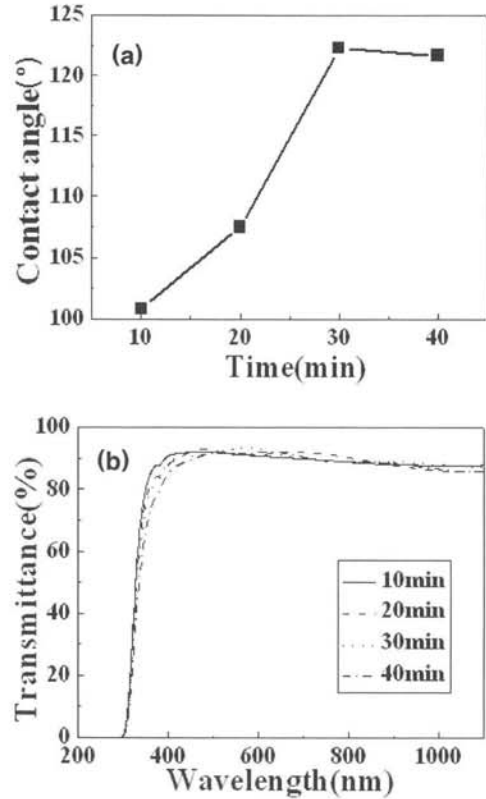 (a)
125
120
115
110
105
100
Contact angle(°)
10 20 30 40
Time(min)
(b)
100
80
60
40
20
0
Transmittance(%)
10min
20min
30min
40min
200 400 600 800 1000
Wavelength(nm)